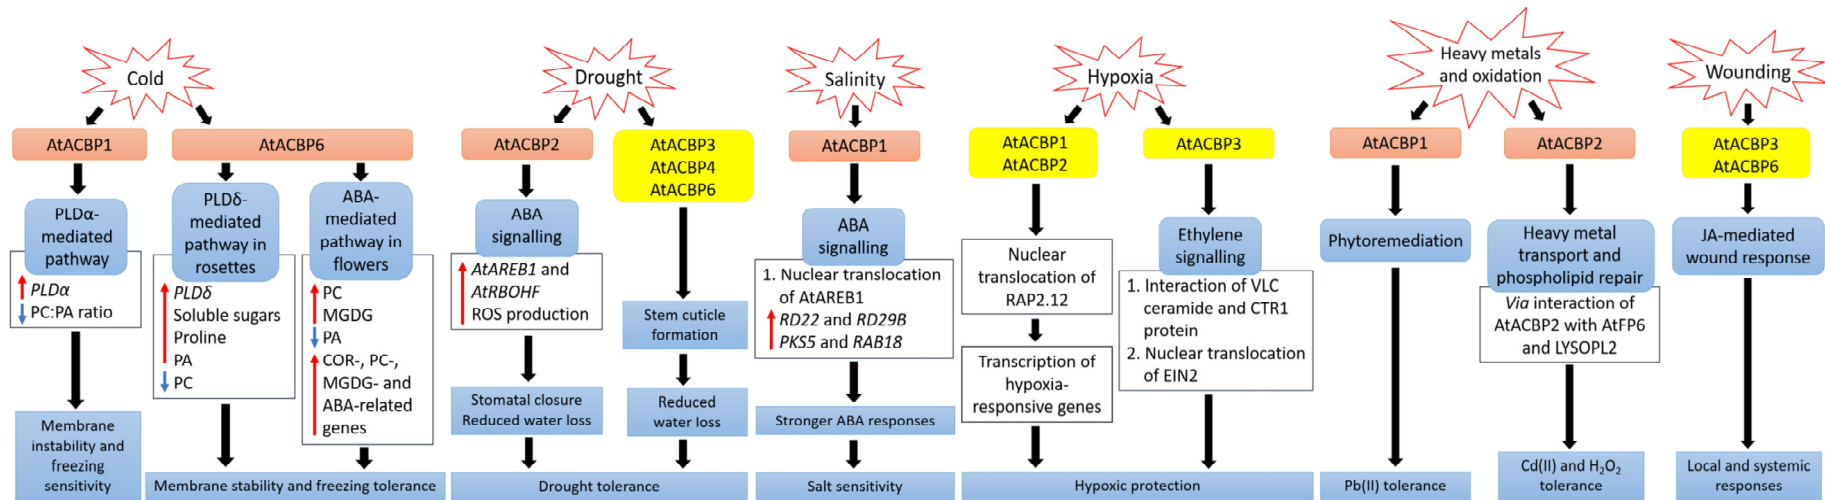 Cold
AtACBP1
PLDα-
mediated
pathway
PLDα
PC:PA ratio
Membrane
instability and
freezing
sensitivity
AtACBP6
PLDδ-
mediated
pathway in
rosettes
PLDδ
Soluble sugars
Proline
PA
PC
ABA-
mediated
pathway in
flowers
PC
MGDG
PA
COR-, PC-,
MGDG- and
ABA-related
genes
Membrane stability and freezing tolerance
Drought
AtACBP2
ABA
signalling
AtAREB1 and
AtRBOHF
ROS production
Stomatal closure
Reduced water loss
AtACBP3
AtACBP4
AtACBP6
Stem cuticle
formation
Reduced
water loss
Drought tolerance
Salinity
AtACBP1
ABA
signalling
1. Nuclear translocation
of AtAREB1
RD22 and RD29B
PKS5 and RAB18
Stronger ABA responses
Salt sensitivity
Hypoxia
AtACBP1
AtACBP2
Nuclear
translocation of
RAP2.12
Transcription of
hypoxia-
responsive genes
AtACBP3
Ethylene
signalling
1. Interaction of VLC
ceramide and CTR1
protein
2. Nuclear translocation
of EIN2
Hypoxic protection
Heavy metals
and oxidation
AtACBP1
Phytoremediation
Pb(II) tolerance
AtACBP2
Heavy metal
transport and
phospholipid repair
Via interaction of
AtACBP2 with AtFP6
and LYSOPL2
Cd(II) and H₂O₂
tolerance
Wounding
AtACBP3
AtACBP6
JA-mediated
wound response
Local and systemic
responses